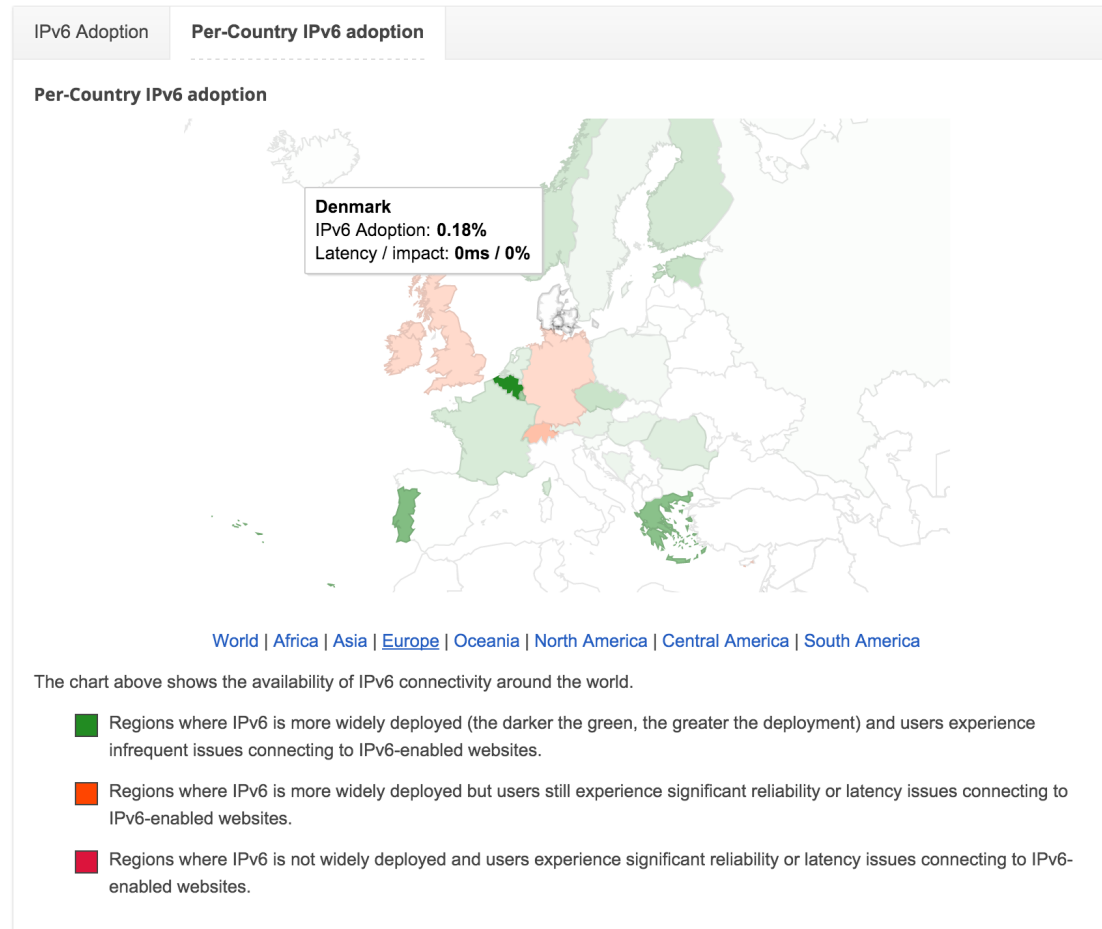 IPv6 Adoption
Per-Country IPv6 adoption
Per-Country IPv6 adoption
Denmark
IPv6 Adoption: 0.18%
Latency / impact: 0ms / 0%
World | Africa | Asia | Europe | Oceania | North America | Central America | South America
The chart above shows the availability of IPv6 connectivity around the world.
Regions where IPv6 is more widely deployed (the darker the green, the greater the deployment) and users experience
infrequent issues connecting to IPv6-enabled websites.
Regions where IPv6 is more widely deployed but users still experience significant reliability or latency issues connecting to
IPv6-enabled websites.
Regions where IPv6 is not widely deployed and users experience significant reliability or latency issues connecting to IPv6-
enabled websites.